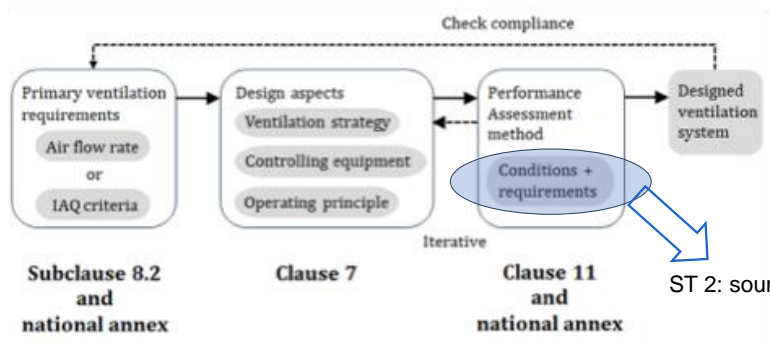 Check compliance
Primary ventilation
requirements
Air flow rate
or
IAQ criteria
Design aspects
Ventilation strategy
Controlling equipment
Operating principle
Performance
Assessment
method
Conditions +
requirements
Designed
ventilation
system
Iterative
Subclause 8.2
and
national annex
Clause 7
Clause 11
and
national annex
ST 2: sour